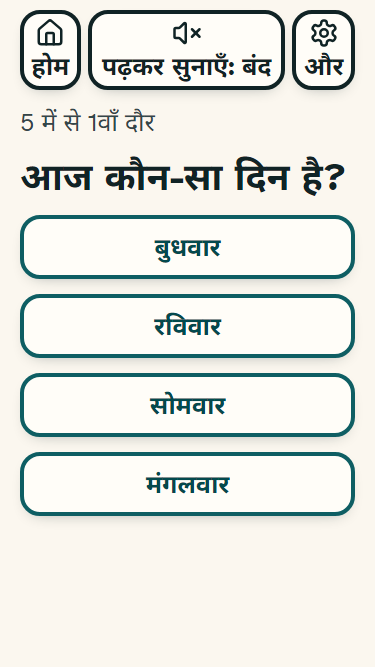 होम
पढ़कर सुनाएँ: बंद
और
5 में से 1वाँ दौर
आज कौन-सा दिन है?
बुधवार
रविवार
सोमवार
मंगलवार